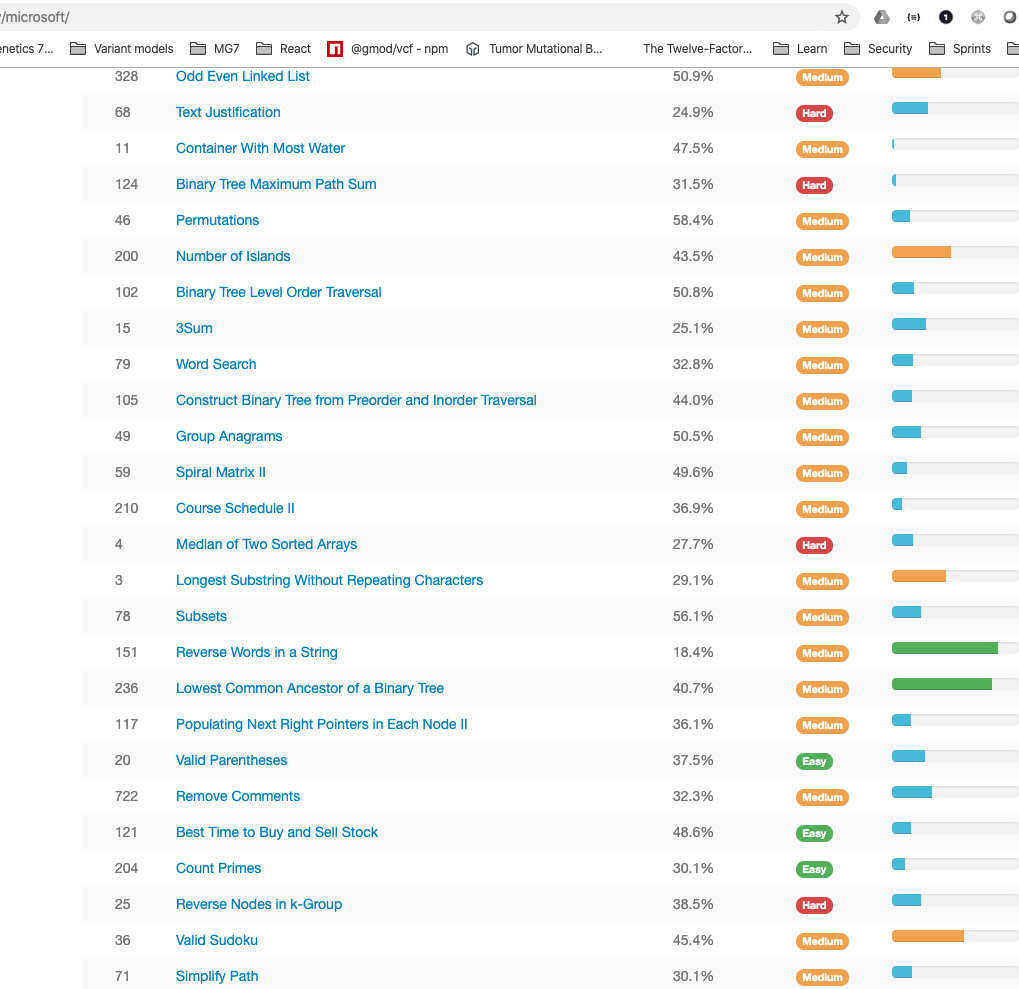 /microsoft/
enetics 7... Variant models MG7 React @gmod/vcf - npm Tumor Mutational B... The Twelve-Factor... Learn Security Sprints
328 Odd Even Linked List 50.9% Medium
68 Text Justification 24.9% Hard
11 Container With Most Water 47.5% Medium
124 Binary Tree Maximum Path Sum 31.5% Hard
46 Permutations 58.4% Medium
200 Number of Islands 43.5% Medium
102 Binary Tree Level Order Traversal 50.8% Medium
15 3Sum 25.1% Medium
79 Word Search 32.8% Medium
105 Construct Binary Tree from Preorder and Inorder Traversal 44.0% Medium
49 Group Anagrams 50.5% Medium
59 Spiral Matrix II 49.6% Medium
210 Course Schedule II 36.9% Medium
4 Median of Two Sorted Arrays 27.7% Hard
3 Longest Substring Without Repeating Characters 29.1% Medium
78 Subsets 56.1% Medium
151 Reverse Words in a String 18.4% Medium
236 Lowest Common Ancestor of a Binary Tree 40.7% Medium
117 Populating Next Right Pointers in Each Node II 36.1% Medium
20 Valid Parentheses 37.5% Easy
722 Remove Comments 32.3% Medium
121 Best Time to Buy and Sell Stock 48.6% Easy
204 Count Primes 30.1% Easy
25 Reverse Nodes in k-Group 38.5% Hard
36 Valid Sudoku 45.4% Medium
71 Simplify Path 30.1% Medium